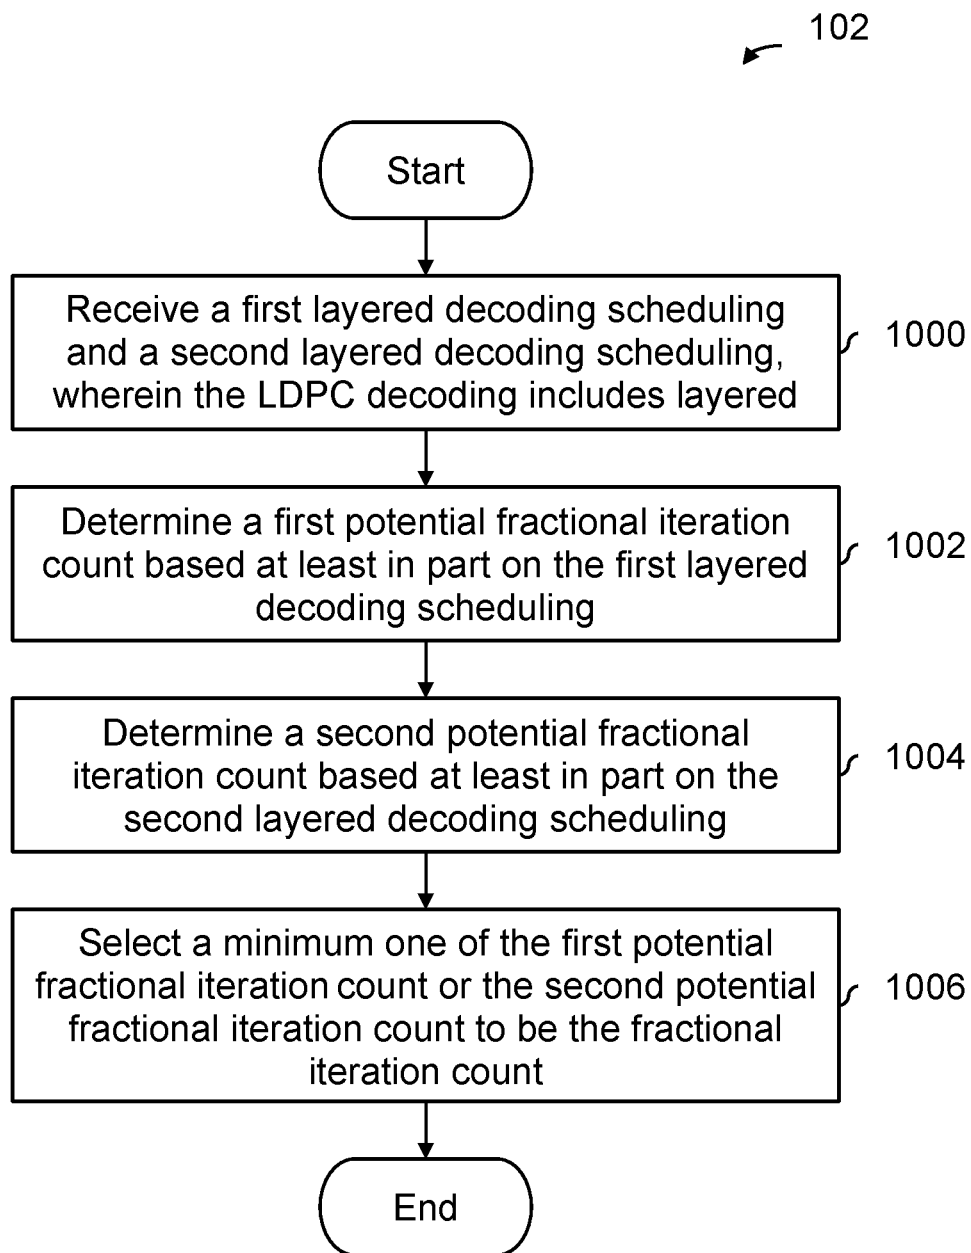 102
Start
Receive a first layered decoding scheduling
and a second layered decoding scheduling,
wherein the LDPC decoding includes layered
1000
Determine a first potential fractional iteration
count based at least in part on the first layered
decoding scheduling
1002
Determine a second potential fractional
iteration count based at least in part on the
second layered decoding scheduling
1004
Select a minimum one of the first potential
fractional iteration count or the second potential
fractional iteration count to be the fractional
iteration count
1006
End